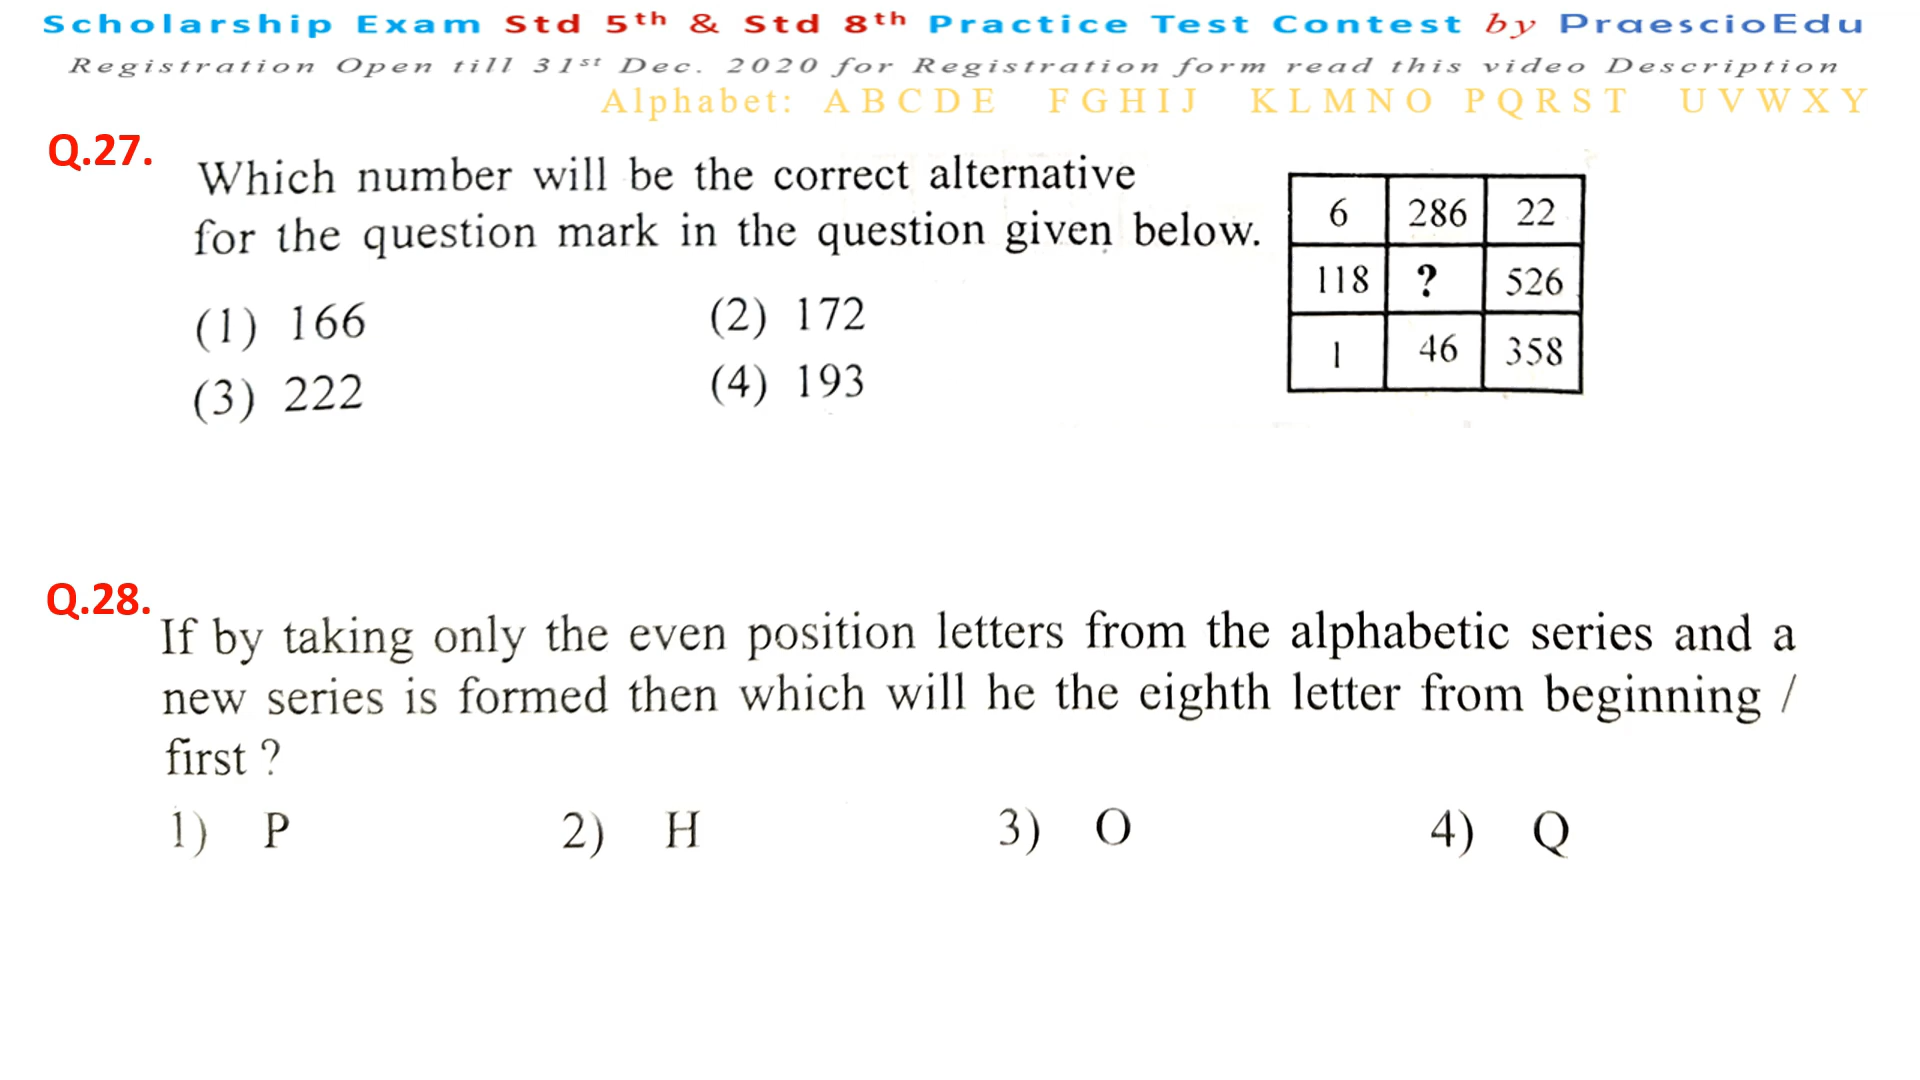 Scholarship Exam Std 5th & Std 8th Practice Test Contest by PraescioEdu
Registration Open till 31st Dec. 2020 for Registration form read this video Description
Alphabet: A B C D E F G H I J K L M N O P Q R S T U V W X Y
Q.27.
Which number will be the correct alternative
for the question mark in the question given below.
(1) 166 (2) 172
(3) 222 (4) 193
6 286 22
118 ? 526
1 46 358
Q.28.
If by taking only the even position letters from the alphabetic series and a
new series is formed then which will he the eighth letter from beginning /
first ?
1) P 2) H 3) O 4) Q